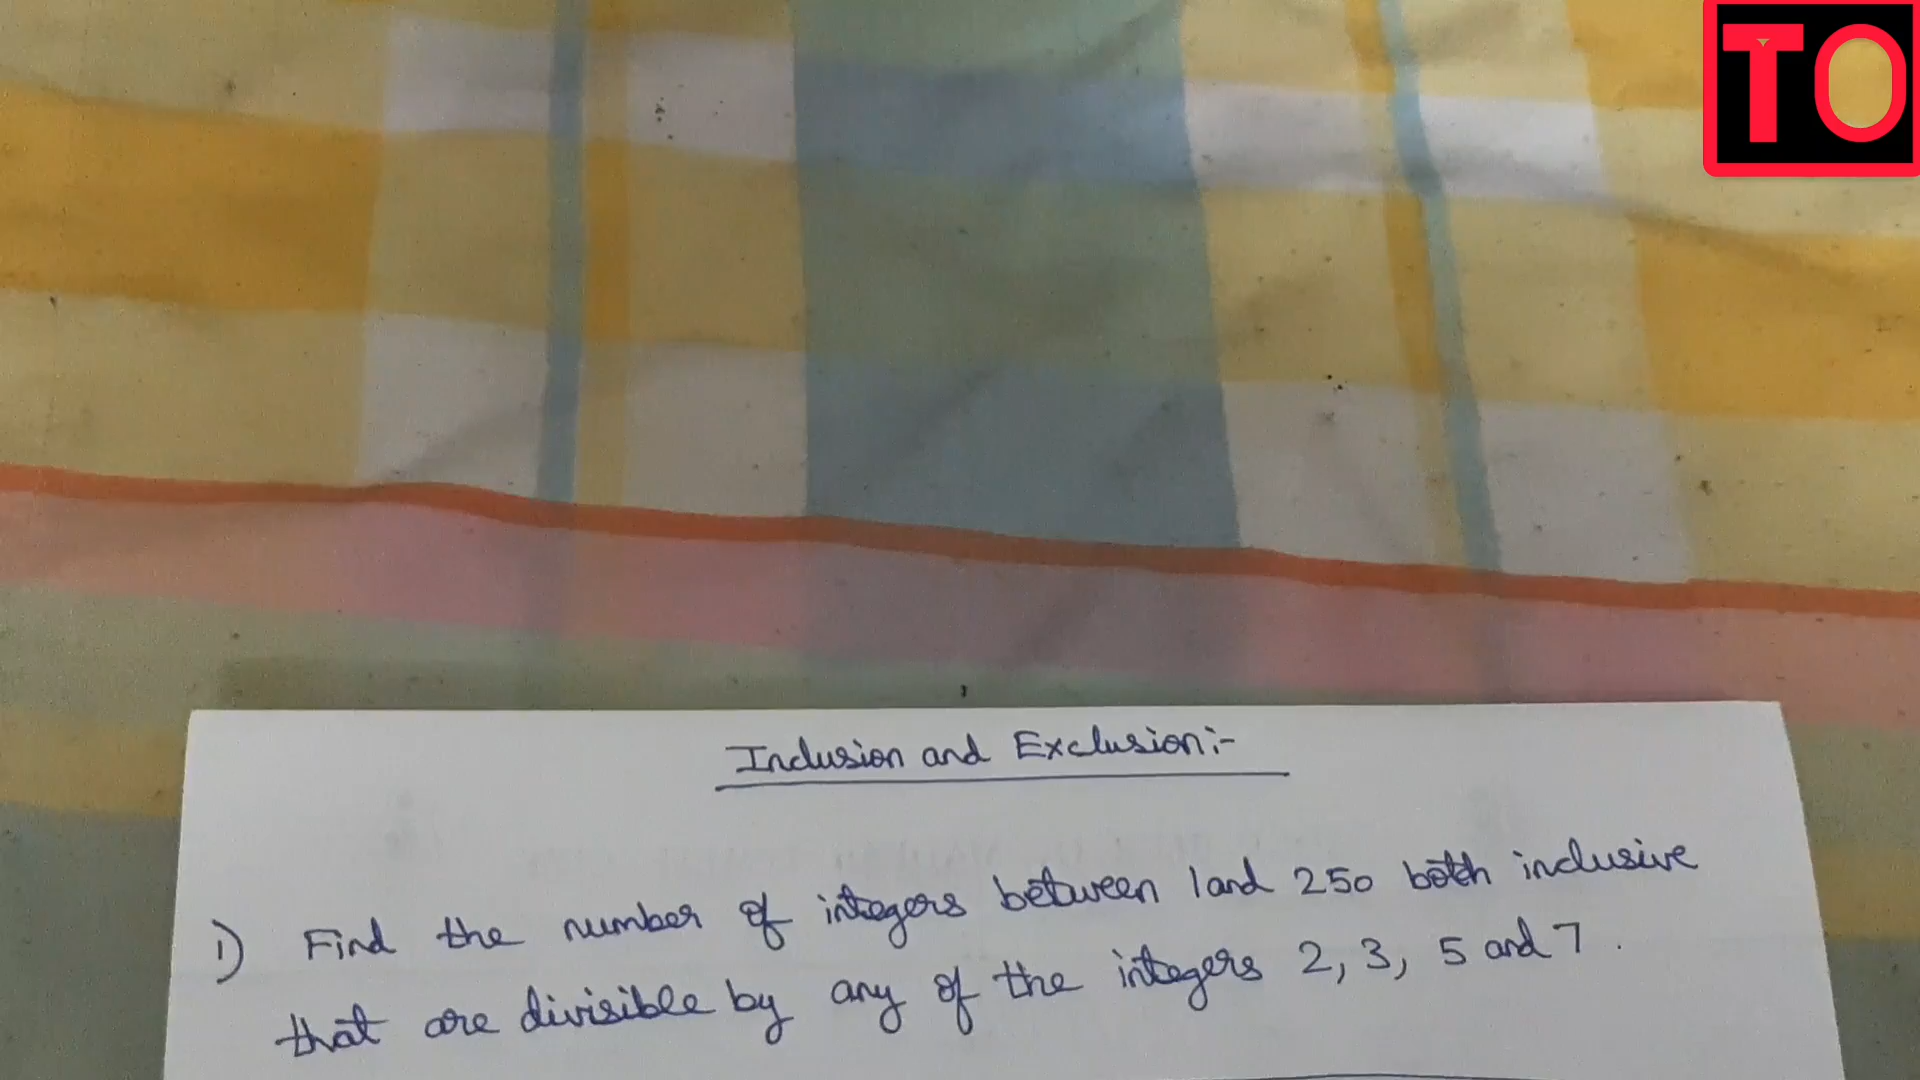 TO
Inclusion and Exclusion:-
1) Find the number of integers between 1 and 250 both inclusive
that are divisible by any of the integers 2, 3, 5 and 7.